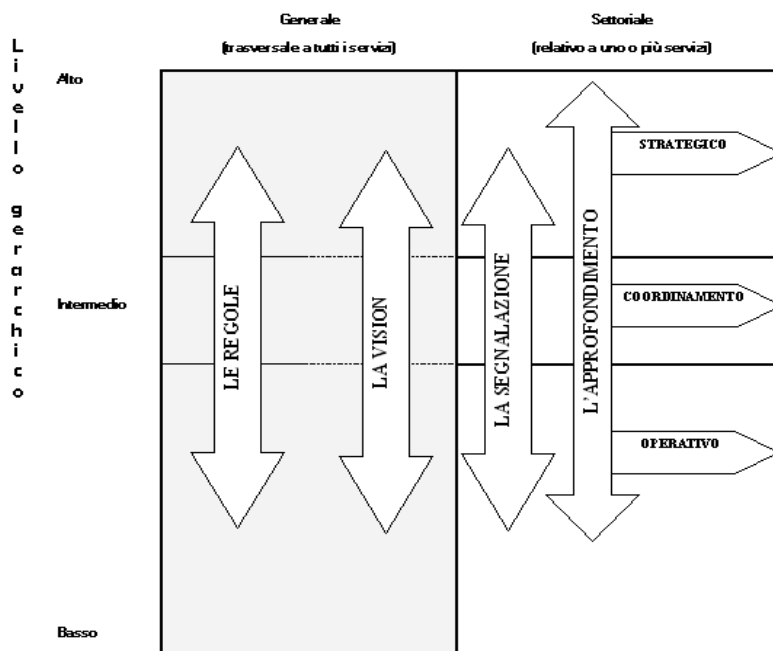 Generale
(trasversale a tutti i servizi)
Settoriale
(relativo a uno o più servizi)
Livello gerarchico
Alto
Intermedio
Basso
LE REGOLE
LA VISION
LA SEGNALAZIONE
L'APPROFONDIMENTO
STRATEGICO
COORDINAMENTO
OPERATIVO